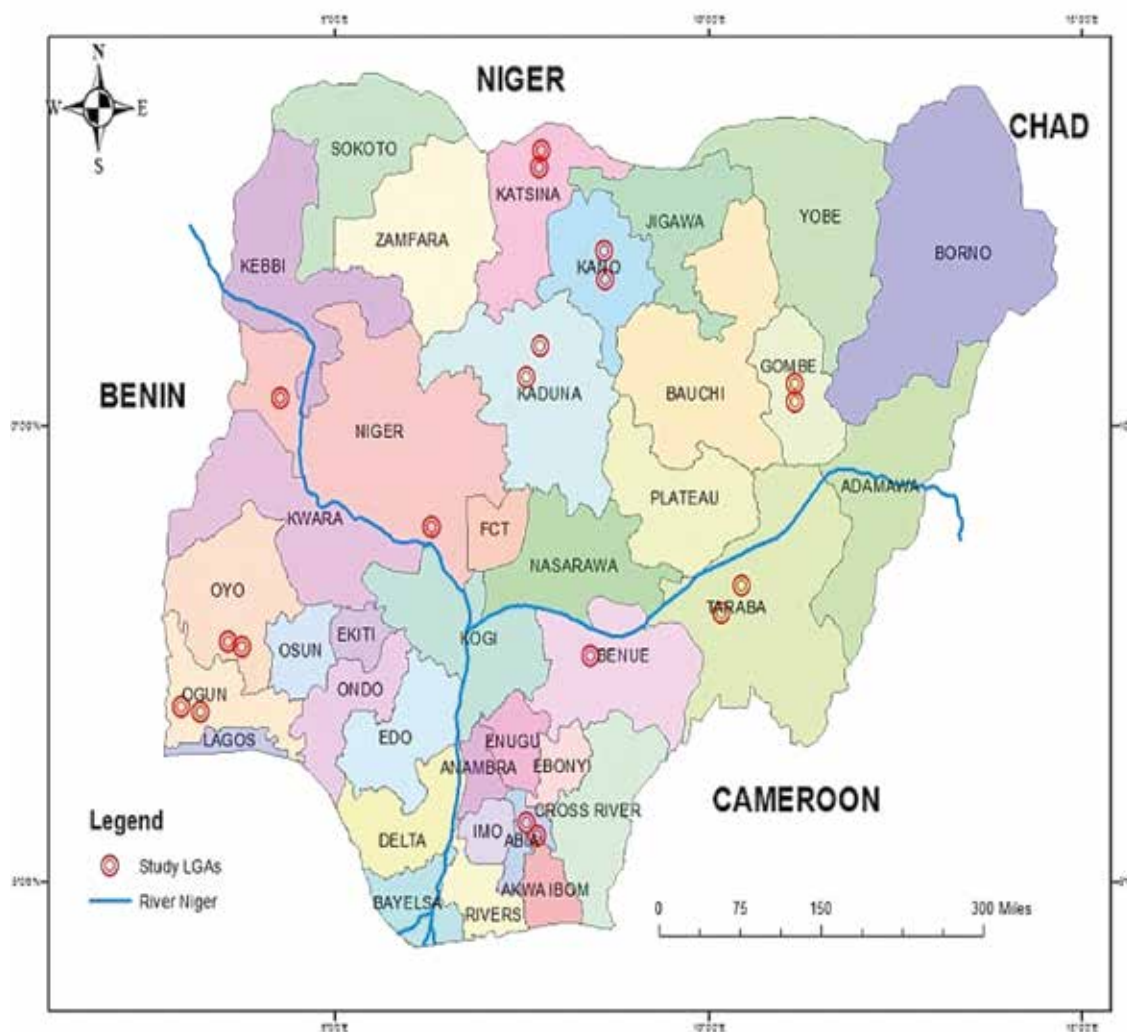 N
W E
S
NIGER
CHAD
BENIN
CAMEROON
SOKOTO
KATSINA
ZAMFARA
KEBBI
JIGAWA
YOBE
BORNO
KANO
GOMBE
KADUNA
BAUCHI
NIGER
ADAMAWA
PLATEAU
KWARA
FCT
NASARAWA
OYO
TARABA
OSUN
EKITI
KOGI
BENUE
ONDO
OGUN
LAGOS
EDO
ENUGU
ANAMBRA
EBONYI
CROSS RIVER
DELTA
IMO
ABIA
AKWA IBOM
BAYELSA
RIVERS
Legend
Study LGAs
River Niger
0 75 150 300 Miles